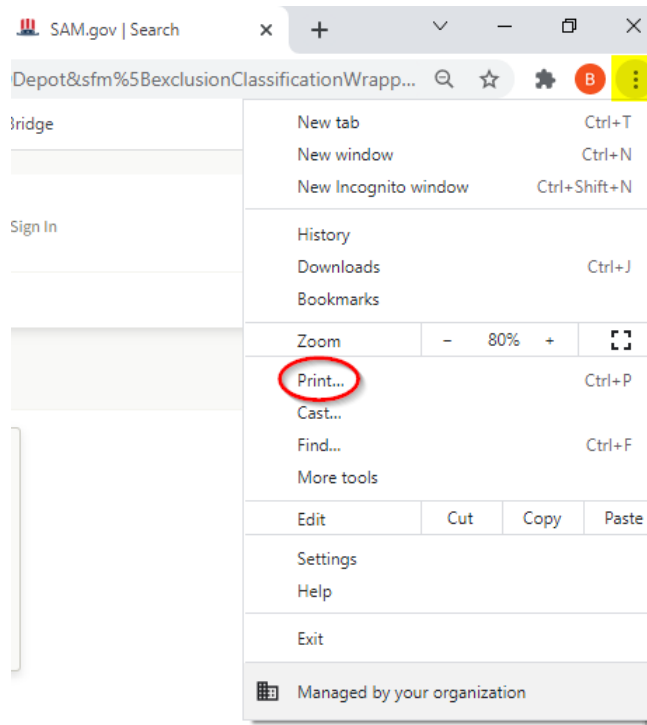 SAM.gov | Search
Depot&sfm%5BexclusionClassificationWrapp...
B
Bridge
New tab Ctrl+T
New window Ctrl+N
New Incognito window Ctrl+Shift+N
Sign In
History
Downloads Ctrl+J
Bookmarks
Zoom - 80% +
Print... Ctrl+P
Cast...
Find... Ctrl+F
More tools
Edit Cut Copy Paste
Settings
Help
Exit
Managed by your organization